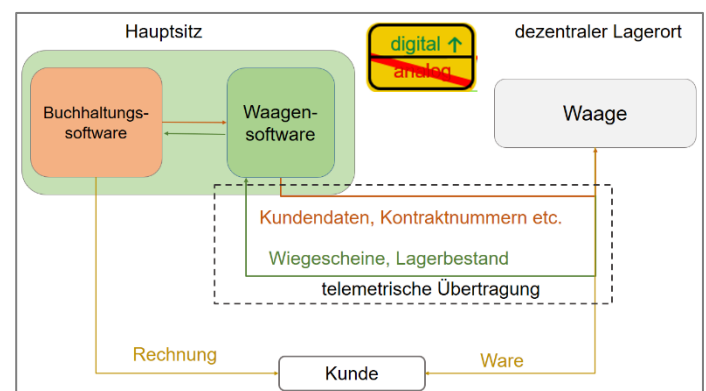 Hauptsitz
digital ↑
analog
dezentraler Lagerort
Buchhaltungs-
software
Waagen-
software
Waage
Kundendaten, Kontraktnummern etc.
Wiegescheine, Lagerbestand
telemetrische Übertragung
Rechnung
Kunde
Ware